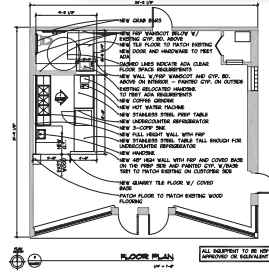 NEW GRAB BARS
NEW FRP WAINSCOT BELOW W/
EXISTING GYP. BD. ABOVE
NEW TILE FLOOR TO MATCH EXISTING
NEW DOOR AND HARDWARE TO MEET
ADA
DASHED LINES INDICATE ADA CLEAR
FLOOR SPACE REQUIREMENTS
NEW WALL W/FRP WAINSCOT AND GYP. BD.
ABOVE ON INTERIOR - PAINTED GYP. ON OUTSIDE
EXISTING RELOCATED HANDSINK
TO MEET ADA REQUIREMENTS
NEW COFFEE GRINDER
NEW HOT WATER MACHINE
NEW STAINLESS STEEL PREP TABLE
NEW UNDERCOUNTER REFRIGERATOR
NEW 3-COMP SINK
NEW FULL HEIGHT WALL WITH FRP
NEW STAINLESS STEEL TABLE TALL ENOUGH FOR
UNDERCOUNTER REFRIGERATOR
NEW HANDSINK
NEW 48" HIGH WALL WITH FRP AND COVED BASE
ON THE PREP SIDE AND PAINTED GYP. W/BASE
TRIM TO MATCH EXISTING ON CUSTOMER SIDE
NEW QUARRY TILE FLOOR W/ COVED
BASE
PATCH FLOOR TO MATCH EXISTING WOOD
FLOORING
FLOOR PLAN
ALL EQUIPMENT TO BE NSF
APPROVED OR EQUIVALENT